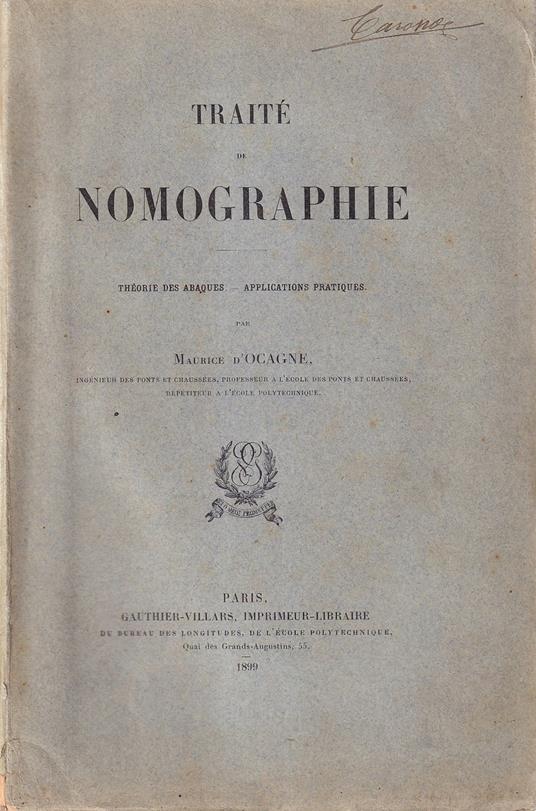 TRAITÉ
DE
NOMOGRAPHIE
THÉORIE DES ABAQUES. — APPLICATIONS PRATIQUES.
PAR
MAURICE D'OCAGNE,
INGÉNIEUR DES PONTS ET CHAUSSÉES, PROFESSEUR A L'ÉCOLE DES PONTS ET CHAUSSÉES,
RÉPÉTITEUR A L'ÉCOLE POLYTECHNIQUE.
PARIS,
GAUTHIER-VILLARS, IMPRIMEUR-LIBRAIRE
DU BUREAU DES LONGITUDES, DE L'ÉCOLE POLYTECHNIQUE,
Quai des Grands-Augustins, 55.
1899